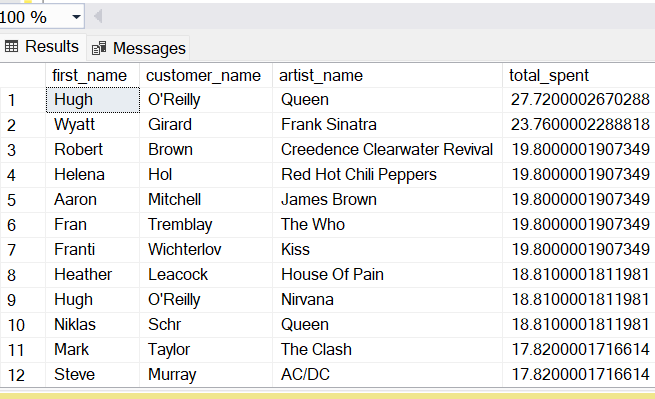 100 %
Results Messages
first_name customer_name artist_name total_spent
1 Hugh O'Reilly Queen 27.7200002670288
2 Wyatt Girard Frank Sinatra 23.7600002288818
3 Robert Brown Creedence Clearwater Revival 19.8000001907349
4 Helena Hol Red Hot Chili Peppers 19.8000001907349
5 Aaron Mitchell James Brown 19.8000001907349
6 Fran Tremblay The Who 19.8000001907349
7 Franti Wichterlov Kiss 19.8000001907349
8 Heather Leacock House Of Pain 18.8100001811981
9 Hugh O'Reilly Nirvana 18.8100001811981
10 Niklas Schr Queen 18.8100001811981
11 Mark Taylor The Clash 17.8200001716614
12 Steve Murray AC/DC 17.8200001716614